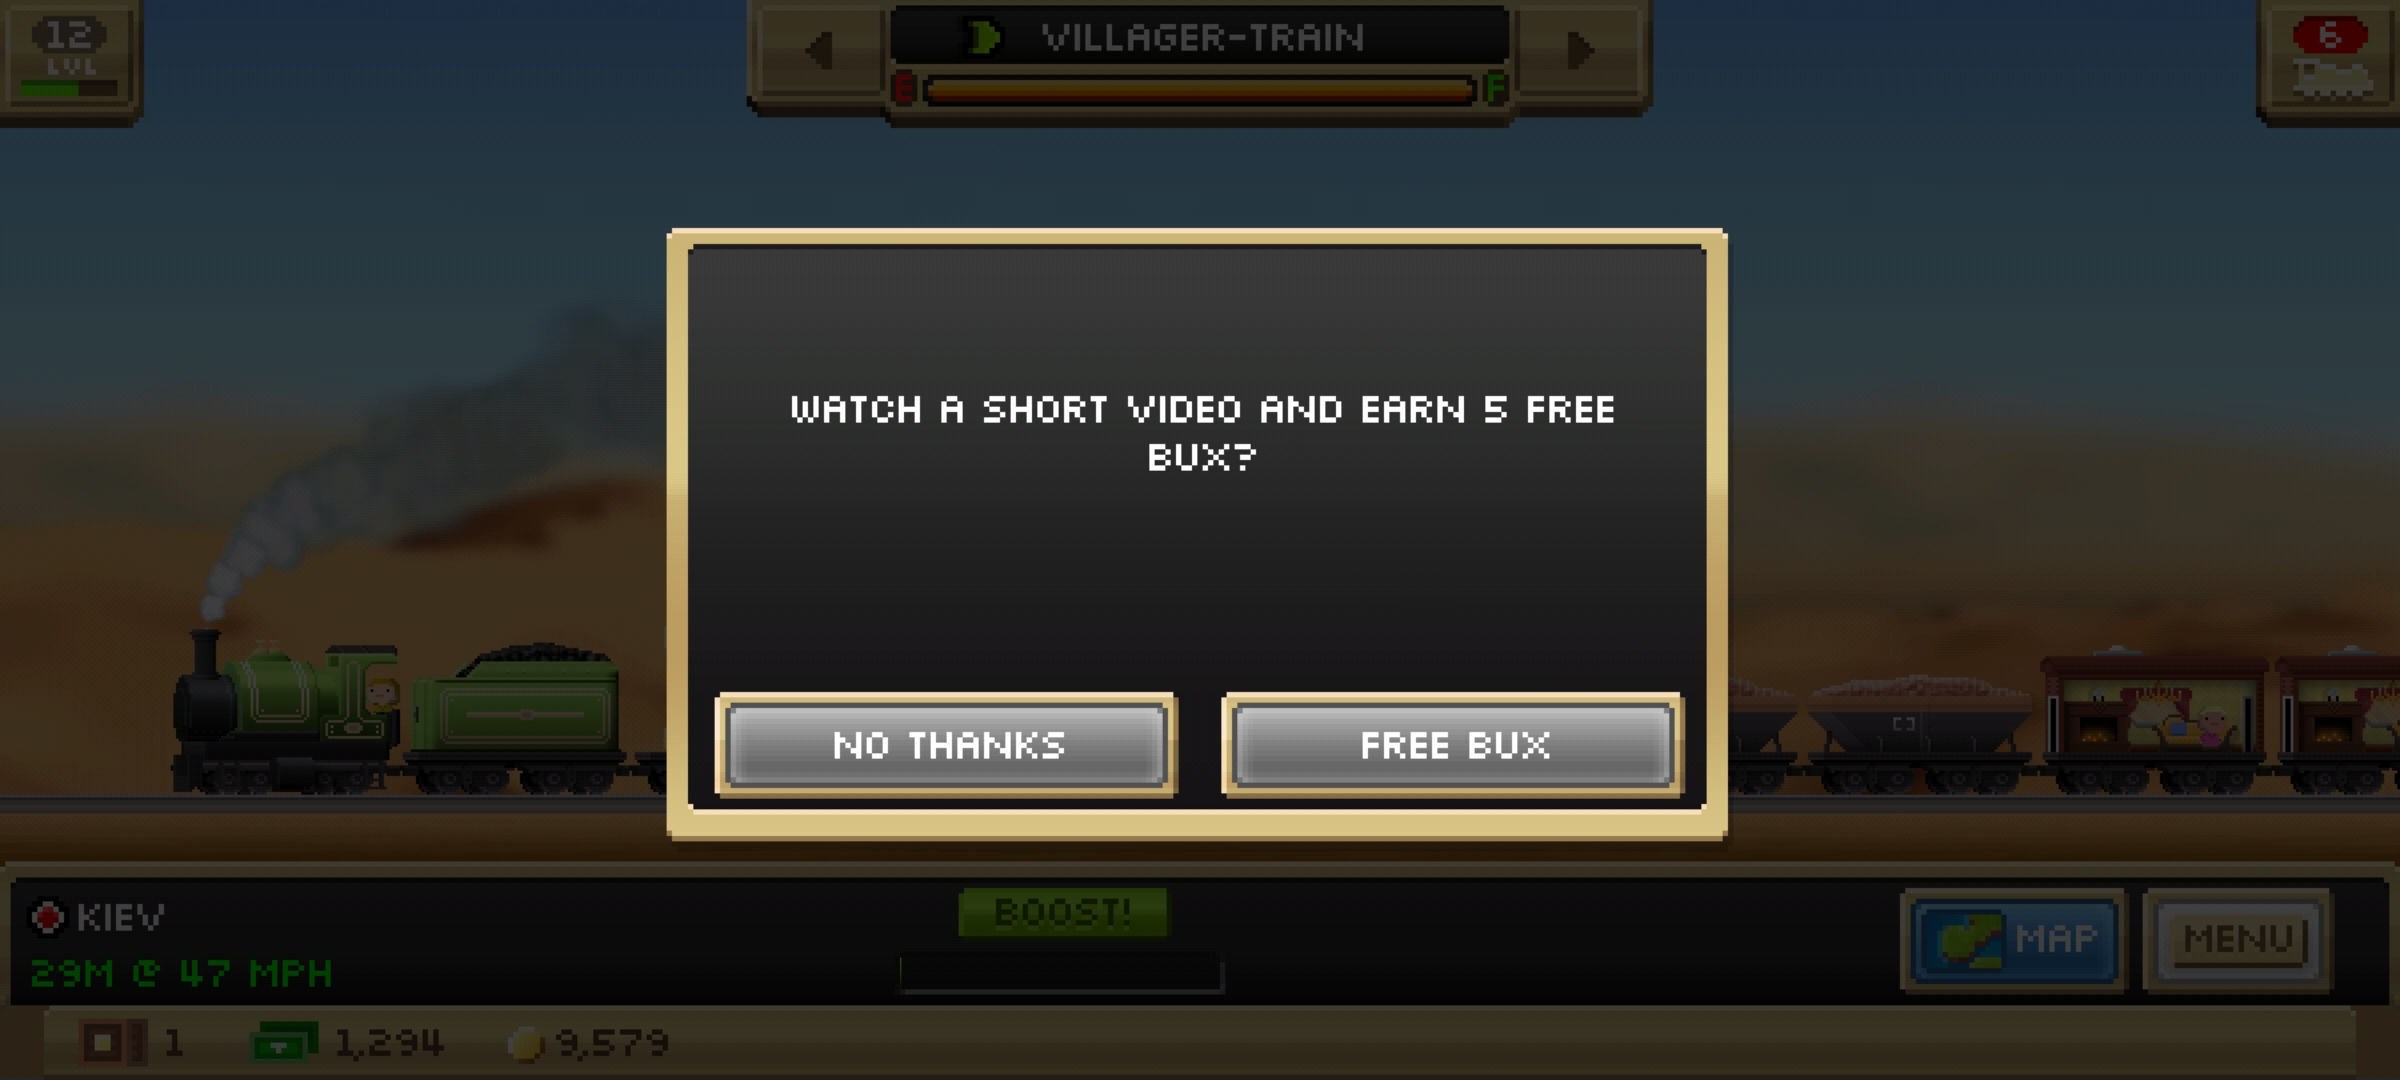 12
LVL
VILLAGER-TRAIN
E F
6
WATCH A SHORT VIDEO AND EARN 5 FREE
BUX?
NO THANKS
FREE BUX
KIEV
BOOST!
MAP
MENU
29M @ 47 MPH
1
1,294
9,579